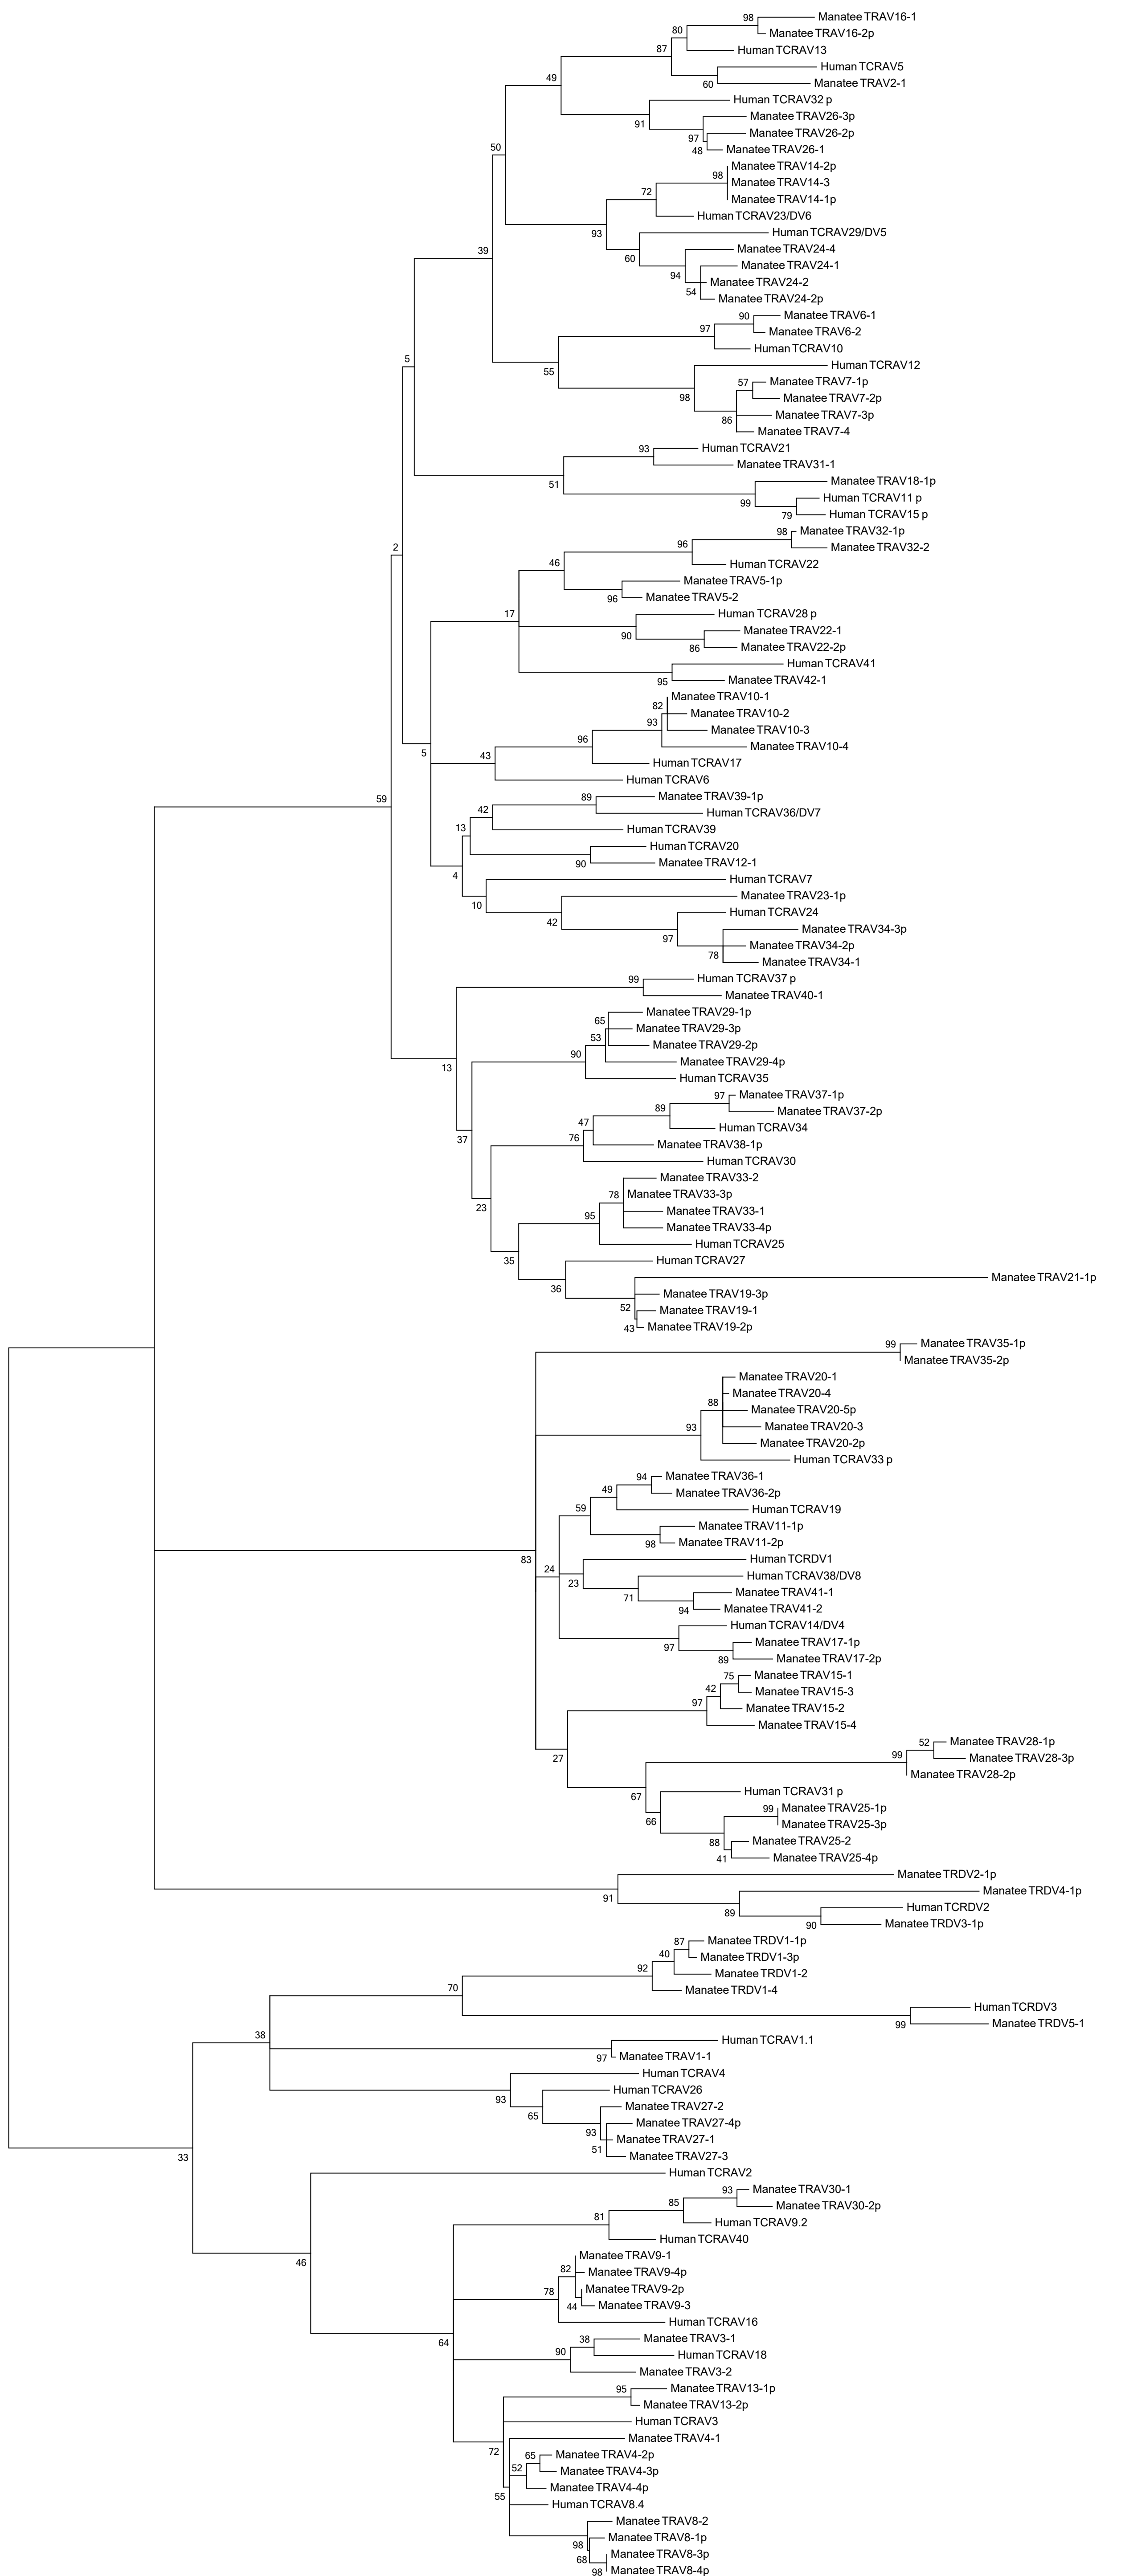 Manatee TRAV16-1
98
Manatee TRAV16-2p
80
Human TCRAV13
87
Human TCRAV5
60
Manatee TRAV2-1
49
Human TCRAV32 p
91
Manatee TRAV26-3p
97
Manatee TRAV26-2p
48
Manatee TRAV26-1
50
Manatee TRAV14-2p
98
Manatee TRAV14-3
72
Manatee TRAV14-1p
Human TCRAV23/DV6
93
Human TCRAV29/DV5
60
Manatee TRAV24-4
39
Manatee TRAV24-1
94
Manatee TRAV24-2
54
Manatee TRAV24-2p
Manatee TRAV6-1
90
Manatee TRAV6-2
97
Human TCRAV10
5
55
Human TCRAV12
57
Manatee TRAV7-1p
98
Manatee TRAV7-2p
Manatee TRAV7-3p
86
Manatee TRAV7-4
Human TCRAV21
93
Manatee TRAV31-1
51
Manatee TRAV18-1p
99
Human TCRAV11 p
79
Human TCRAV15 p
Manatee TRAV32-1p
98
2
96
Manatee TRAV32-2
46
Human TCRAV22
Manatee TRAV5-1p
96
Manatee TRAV5-2
17
Human TCRAV28 p
90
Manatee TRAV22-1
86
Manatee TRAV22-2p
Human TCRAV41
95
Manatee TRAV42-1
Manatee TRAV10-1
82
Manatee TRAV10-2
93
Manatee TRAV10-3
96
Manatee TRAV10-4
5
43
Human TCRAV17
Human TCRAV6
59
89
Manatee TRAV39-1p
42
Human TCRAV36/DV7
13
Human TCRAV39
Human TCRAV20
90
Manatee TRAV12-1
4
Human TCRAV7
10
Manatee TRAV23-1p
42
Human TCRAV24
97
Manatee TRAV34-3p
Manatee TRAV34-2p
78
Manatee TRAV34-1
99
Human TCRAV37 p
Manatee TRAV40-1
Manatee TRAV29-1p
65
Manatee TRAV29-3p
53
Manatee TRAV29-2p
90
Manatee TRAV29-4p
13
Human TCRAV35
97
Manatee TRAV37-1p
89
Manatee TRAV37-2p
47
Human TCRAV34
37
76
Manatee TRAV38-1p
Human TCRAV30
Manatee TRAV33-2
78
Manatee TRAV33-3p
23
95
Manatee TRAV33-1
Manatee TRAV33-4p
Human TCRAV25
35
Human TCRAV27
Manatee TRAV21-1p
36
Manatee TRAV19-3p
52
Manatee TRAV19-1
43
Manatee TRAV19-2p
99
Manatee TRAV35-1p
Manatee TRAV35-2p
Manatee TRAV20-1
Manatee TRAV20-4
88
Manatee TRAV20-5p
93
Manatee TRAV20-3
Manatee TRAV20-2p
Human TCRAV33 p
94
Manatee TRAV36-1
49
Manatee TRAV36-2p
59
Human TCRAV19
Manatee TRAV11-1p
98
Manatee TRAV11-2p
83
24
Human TCRDV1
23
Human TCRAV38/DV8
71
Manatee TRAV41-1
94
Manatee TRAV41-2
Human TCRAV14/DV4
97
Manatee TRAV17-1p
89
Manatee TRAV17-2p
75
Manatee TRAV15-1
42
Manatee TRAV15-3
97
Manatee TRAV15-2
Manatee TRAV15-4
27
52
Manatee TRAV28-1p
99
Manatee TRAV28-3p
Manatee TRAV28-2p
67
Human TCRAV31 p
66
99
Manatee TRAV25-1p
Manatee TRAV25-3p
88
Manatee TRAV25-2
41
Manatee TRAV25-4p
Manatee TRDV2-1p
91
Manatee TRDV4-1p
89
Human TCRDV2
90
Manatee TRDV3-1p
87
Manatee TRDV1-1p
40
Manatee TRDV1-3p
92
Manatee TRDV1-2
70
Manatee TRDV1-4
Human TCRDV3
99
Manatee TRDV5-1
38
Human TCRAV1.1
97
Manatee TRAV1-1
Human TCRAV4
93
Human TCRAV26
65
Manatee TRAV27-2
93
Manatee TRAV27-4p
Manatee TRAV27-1
51
Manatee TRAV27-3
33
Human TCRAV2
93
Manatee TRAV30-1
85
Manatee TRAV30-2p
81
Human TCRAV9.2
Human TCRAV40
46
Manatee TRAV9-1
82
Manatee TRAV9-4p
78
Manatee TRAV9-2p
44
Manatee TRAV9-3
Human TCRAV16
64
38
Manatee TRAV3-1
90
Human TCRAV18
Manatee TRAV3-2
95
Manatee TRAV13-1p
Manatee TRAV13-2p
Human TCRAV3
72
Manatee TRAV4-1
65
Manatee TRAV4-2p
52
Manatee TRAV4-3p
Manatee TRAV4-4p
55
Human TCRAV8.4
Manatee TRAV8-2
98
Manatee TRAV8-1p
68
Manatee TRAV8-3p
98
Manatee TRAV8-4p